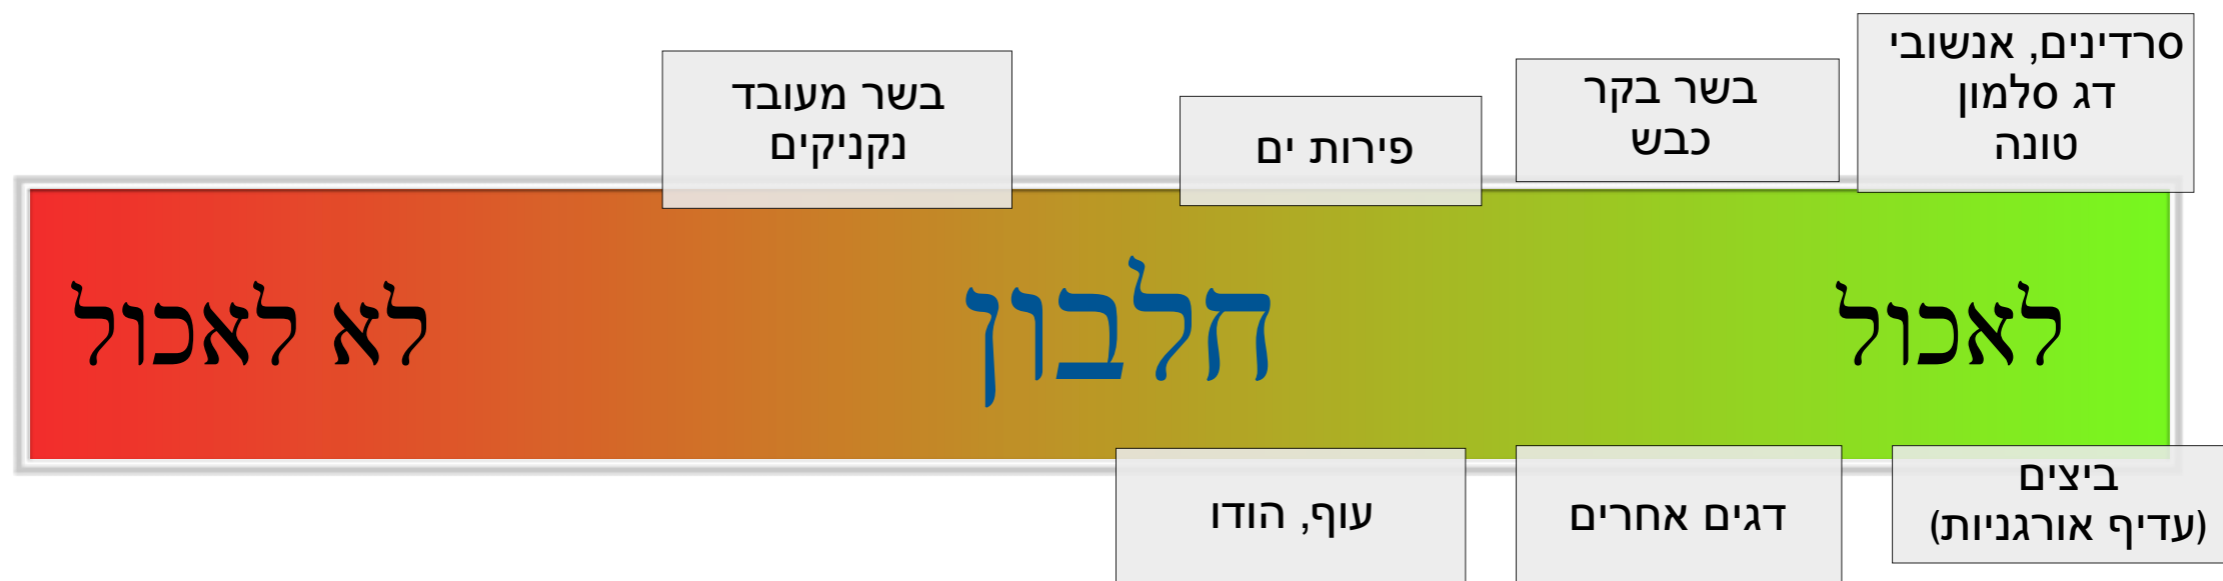 סרדינים, אנשובי
דג סלמון
טונה
בשר בקר
כבש
פירות ים
בשר מעובד
נקניקים
לאכול
חלבון
לא לאכול
ביצים
(עדיף אורגניות)
דגים אחרים
עוף, הודו